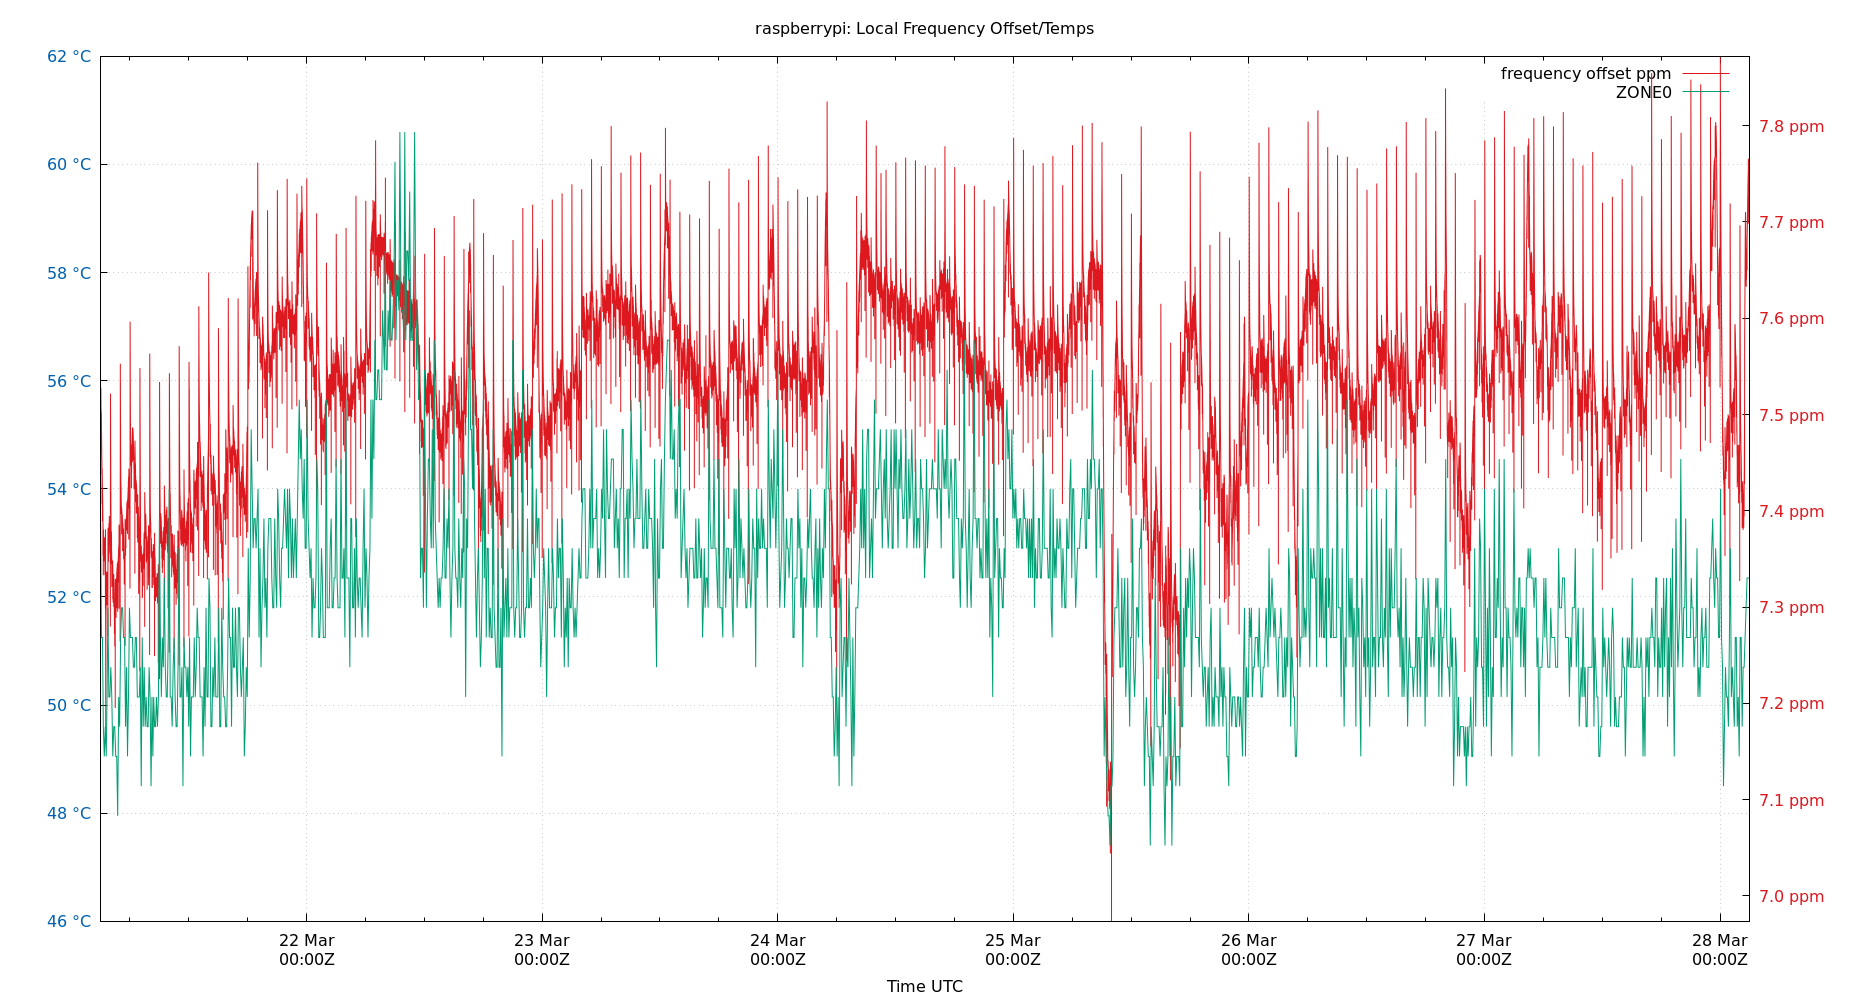 raspberrypi: Local Frequency Offset/Temps
62 °C
60 °C
58 °C
56 °C
54 °C
52 °C
50 °C
48 °C
46 °C
frequency offset ppm
ZONE0
7.8 ppm
7.7 ppm
7.6 ppm
7.5 ppm
7.4 ppm
7.3 ppm
7.2 ppm
7.1 ppm
7.0 ppm
22 Mar
00:00Z
23 Mar
00:00Z
24 Mar
00:00Z
25 Mar
00:00Z
26 Mar
00:00Z
27 Mar
00:00Z
28 Mar
00:00Z
Time UTC